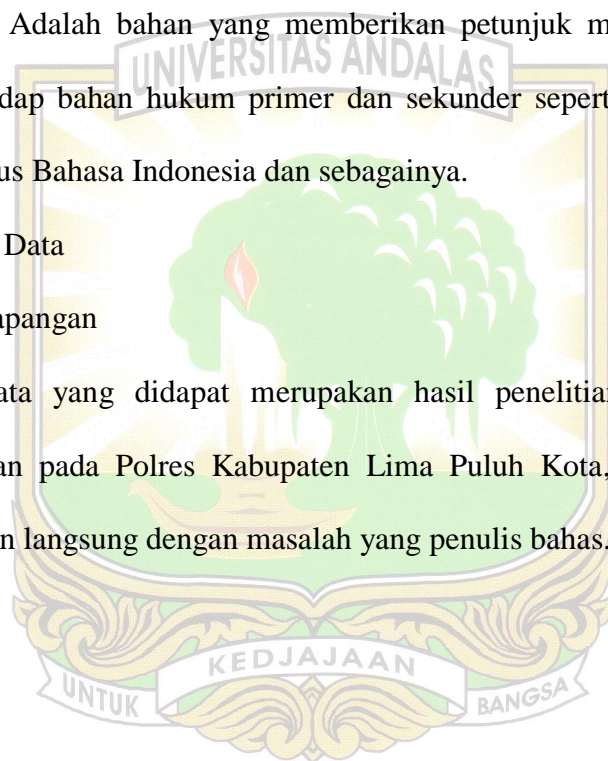 Adalah bahan yang memberikan petunjuk m
UNIVERSITAS ANDALAS
dap bahan hukum primer dan sekunder sepert
us Bahasa Indonesia dan sebagainya.
Data
apangan
ata yang didapat merupakan hasil penelitian
an pada Polres Kabupaten Lima Puluh Kota,
n langsung dengan masalah yang penulis bahas.
UNTUK KEDJAJAAN BANGSA